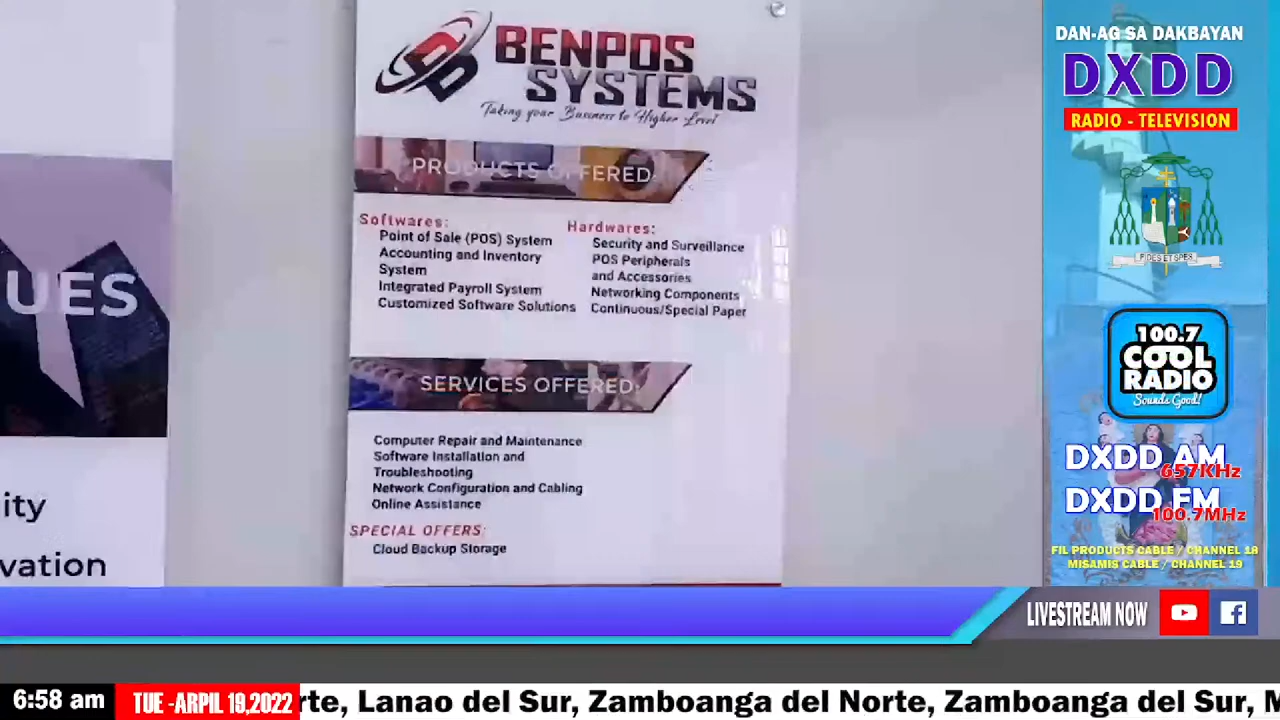 BENPOS
SYSTEMS
Taking your Business to Higher Level
PRODUCTS OFFERED:
Softwares:
Point of Sale (POS) System
Accounting and Inventory
System
Integrated Payroll System
Customized Software Solutions
Hardwares:
Security and Surveillance
POS Peripherals
and Accessories
Networking Components
Continuous/Special Paper
SERVICES OFFERED:
Computer Repair and Maintenance
Software Installation and
Troubleshooting
Network Configuration and Cabling
Online Assistance
SPECIAL OFFERS:
Cloud Backup Storage
UES
ity
vation
DAN-AG SA DAKBAYAN
DXDD
RADIO - TELEVISION
FIDES ET SPES
100.7
COOL
RADIO
Sounds Good!
DXDD AM
657KHz
DXDD FM
100.7MHz
FIL PRODUCTS CABLE / CHANNEL 18
MISAMIS CABLE / CHANNEL 19
LIVESTREAM NOW
6:58 am
TUE -ARPIL 19,2022
rte, Lanao del Sur, Zamboanga del Norte, Zamboanga del Sur, M